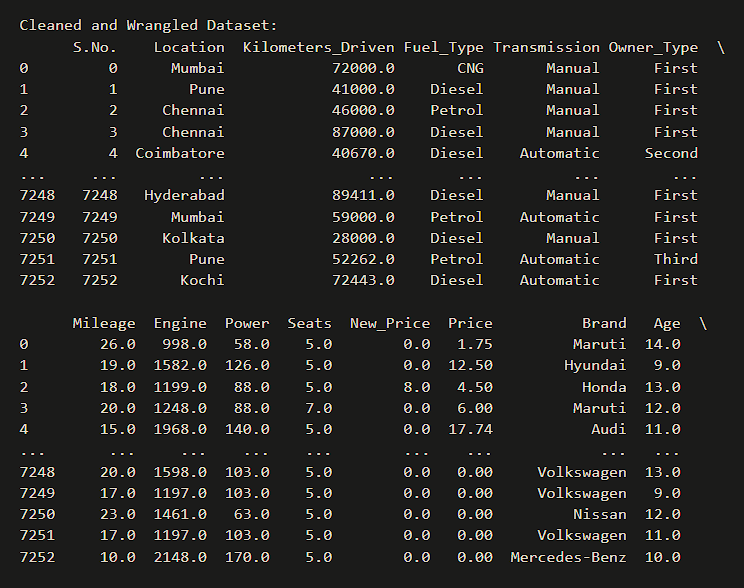 Cleaned and Wrangled Dataset:
S.No. Location Kilometers_Driven Fuel_Type Transmission Owner_Type \
0 0 Mumbai 72000.0 CNG Manual First
1 1 Pune 41000.0 Diesel Manual First
2 2 Chennai 46000.0 Petrol Manual First
3 3 Chennai 87000.0 Diesel Manual First
4 4 Coimbatore 40670.0 Diesel Automatic Second
... ... ... ... ... ... ...
7248 7248 Hyderabad 89411.0 Diesel Manual First
7249 7249 Mumbai 59000.0 Petrol Automatic First
7250 7250 Kolkata 28000.0 Diesel Manual First
7251 7251 Pune 52262.0 Petrol Automatic Third
7252 7252 Kochi 72443.0 Diesel Automatic First
Mileage Engine Power Seats New_Price Price Brand Age \
0 26.0 998.0 58.0 5.0 0.0 1.75 Maruti 14.0
1 19.0 1582.0 126.0 5.0 0.0 12.50 Hyundai 9.0
2 18.0 1199.0 88.0 5.0 8.0 4.50 Honda 13.0
3 20.0 1248.0 88.0 7.0 0.0 6.00 Maruti 12.0
4 15.0 1968.0 140.0 5.0 0.0 17.74 Audi 11.0
... ... ... ... ... ... ... ... ...
7248 20.0 1598.0 103.0 5.0 0.0 0.00 Volkswagen 13.0
7249 17.0 1197.0 103.0 5.0 0.0 0.00 Volkswagen 9.0
7250 23.0 1461.0 63.0 5.0 0.0 0.00 Nissan 12.0
7251 17.0 1197.0 103.0 5.0 0.0 0.00 Volkswagen 11.0
7252 10.0 2148.0 170.0 5.0 0.0 0.00 Mercedes-Benz 10.0